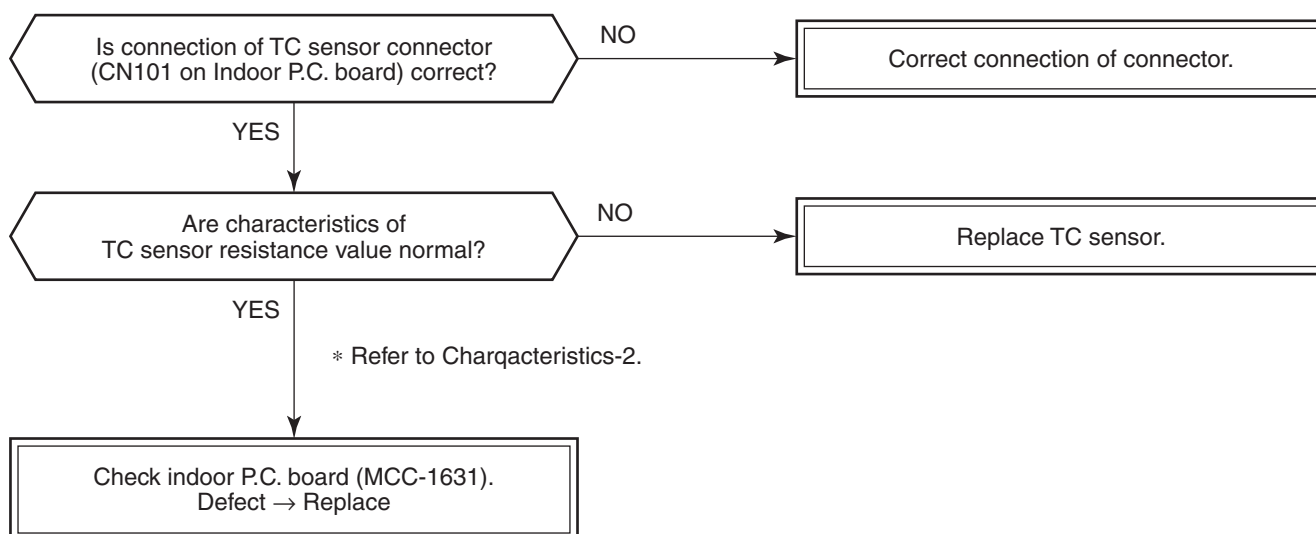 Is connection of TC sensor connector
(CN101 on Indoor P.C. board) correct?
NO
Correct connection of connector.
YES
Are characteristics of
TC sensor resistance value normal?
NO
Replace TC sensor.
YES
* Refer to Charqacteristics-2.
Check indoor P.C. board (MCC-1631).
Defect → Replace